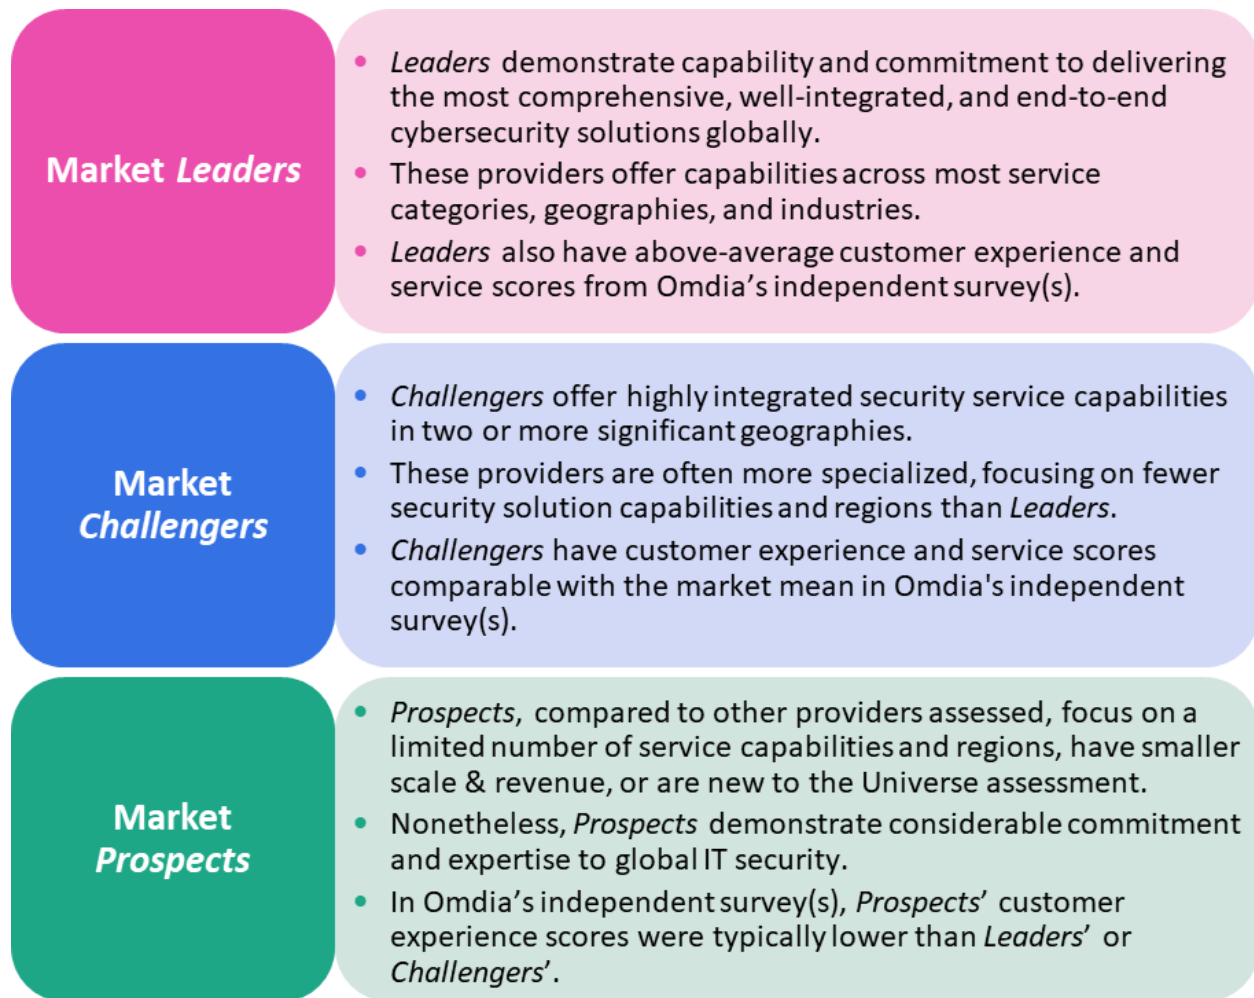 Market Leaders
• Leaders demonstrate capability and commitment to delivering
the most comprehensive, well-integrated, and end-to-end
cybersecurity solutions globally.
• These providers offer capabilities across most service
categories, geographies, and industries.
• Leaders also have above-average customer experience and
service scores from Omdia’s independent survey(s).
Market
Challengers
• Challengers offer highly integrated security service capabilities
in two or more significant geographies.
• These providers are often more specialized, focusing on fewer
security solution capabilities and regions than Leaders.
• Challengers have customer experience and service scores
comparable with the market mean in Omdia's independent
survey(s).
Market
Prospects
• Prospects, compared to other providers assessed, focus on a
limited number of service capabilities and regions, have smaller
scale & revenue, or are new to the Universe assessment.
• Nonetheless, Prospects demonstrate considerable commitment
and expertise to global IT security.
• In Omdia’s independent survey(s), Prospects’ customer
experience scores were typically lower than Leaders’ or
Challengers’.